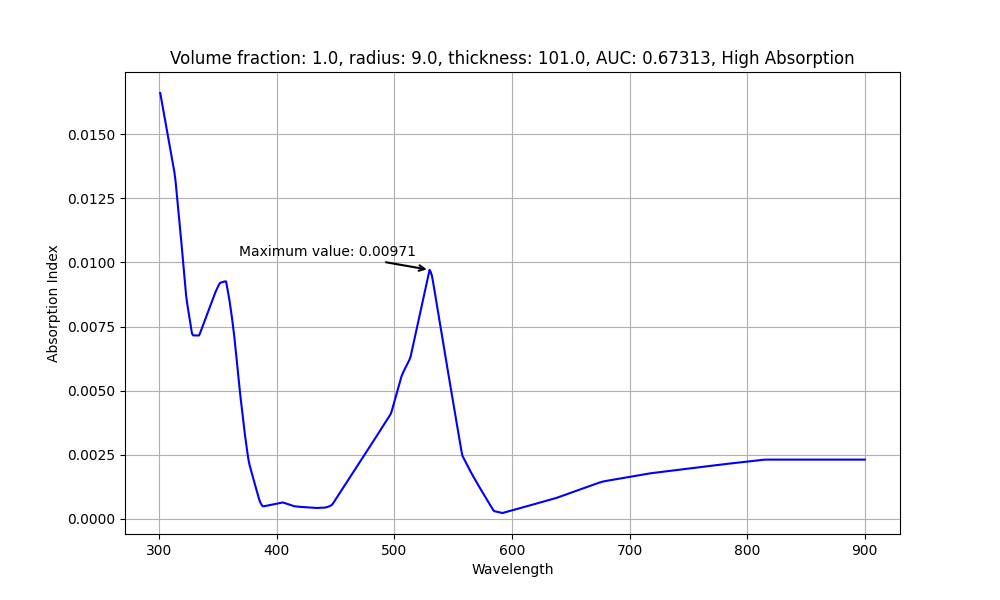 Volume fraction: 1.0, radius: 9.0, thickness: 101.0, AUC: 0.67313, High Absorption
0.0150
0.0125
0.0100
0.0075
0.0050
0.0025
0.0000
Absorption Index
Maximum value: 0.00971
300 400 500 600 700 800 900
Wavelength